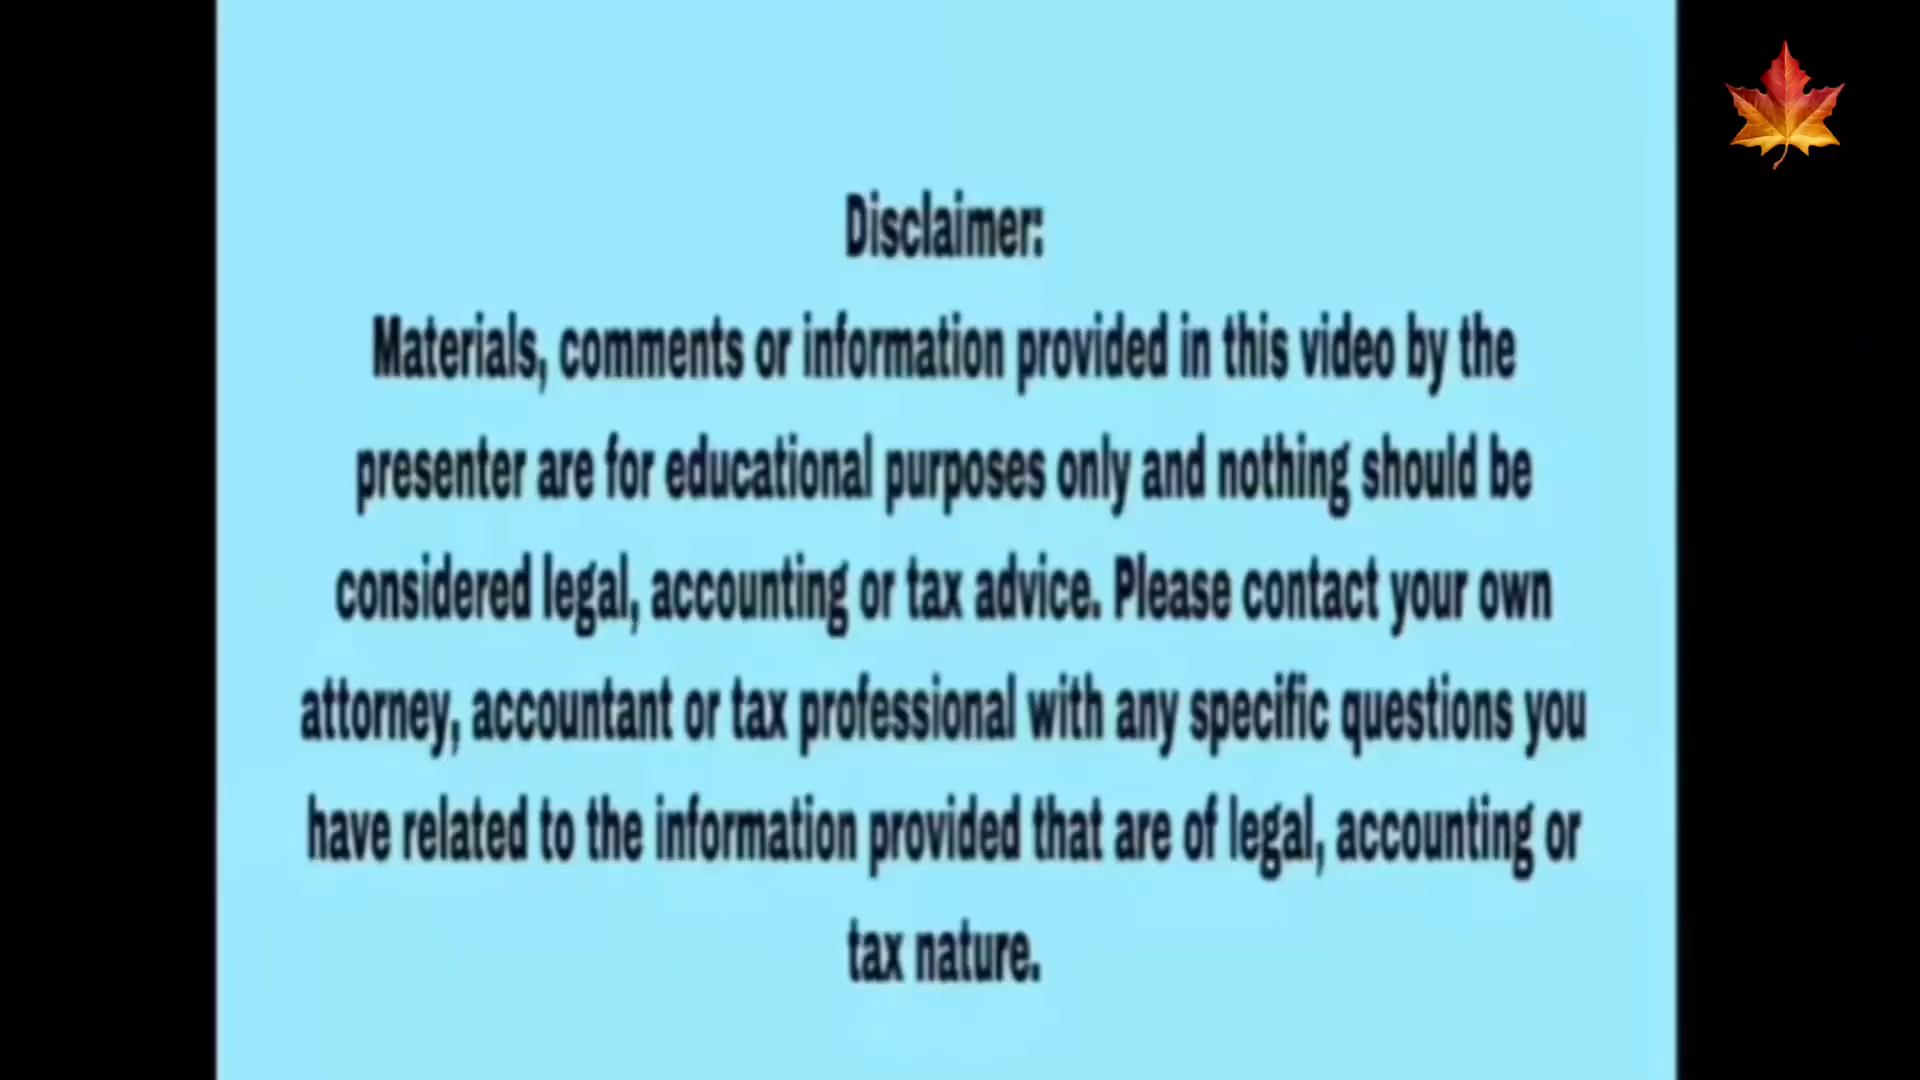 Disclaimer:
Materials, comments or information provided in this video by the
presenter are for educational purposes only and nothing should be
considered legal, accounting or tax advice. Please contact your own
attorney, accountant or tax professional with any specific questions you
have related to the information provided that are of legal, accounting or
tax nature.